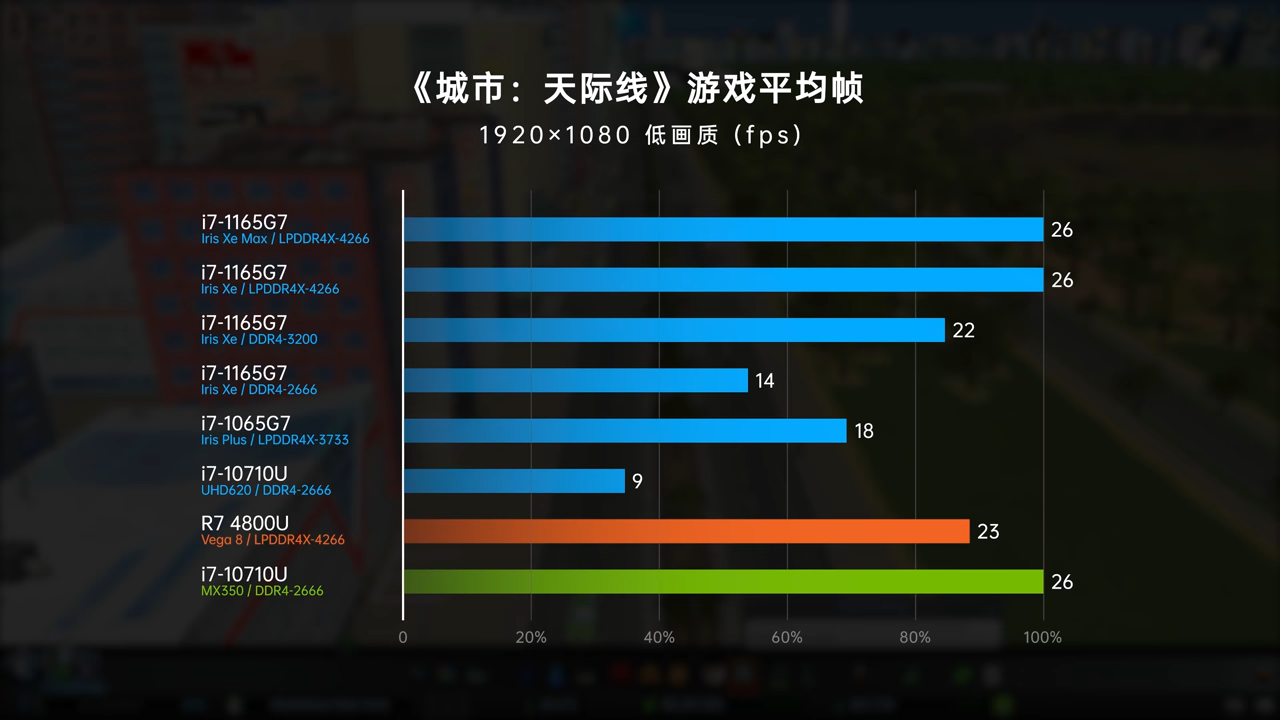 《城市：天际线》游戏平均帧
1920×1080 低画质 (fps)
i7-1165G7
Iris Xe Max / LPDDR4X-4266
26
i7-1165G7
Iris Xe / LPDDR4X-4266
26
i7-1165G7
Iris Xe / DDR4-3200
22
i7-1165G7
Iris Xe / DDR4-2666
14
i7-1065G7
Iris Plus / LPDDR4X-3733
18
i7-10710U
UHD620 / DDR4-2666
9
R7 4800U
Vega 8 / LPDDR4X-4266
23
i7-10710U
MX350 / DDR4-2666
26
0 20% 40% 60% 80% 100%